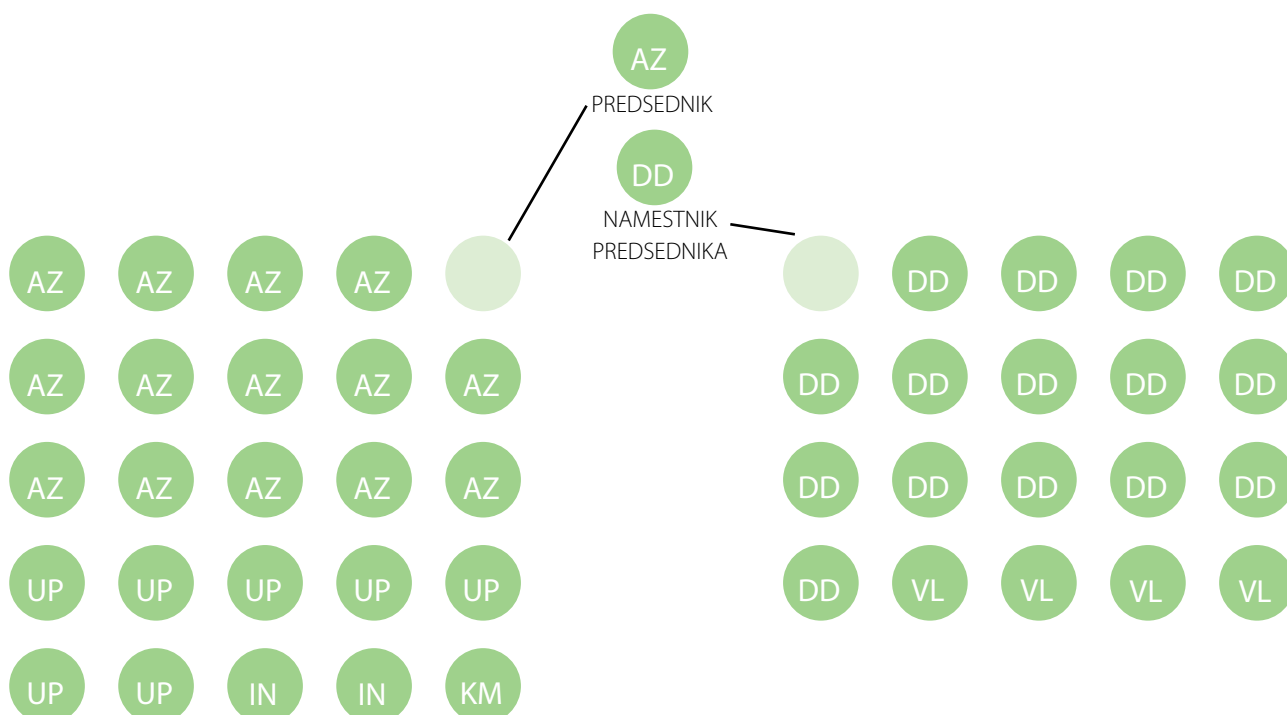 AZ
PREDSEDNIK
DD
NAMESTNIK
PREDSEDNIKA
AZ AZ AZ AZ
DD DD DD DD
AZ AZ AZ AZ AZ
DD DD DD DD DD
AZ AZ AZ AZ AZ
DD DD DD DD DD
UP UP UP UP UP
DD VL VL VL VL
UP UP IN IN KM